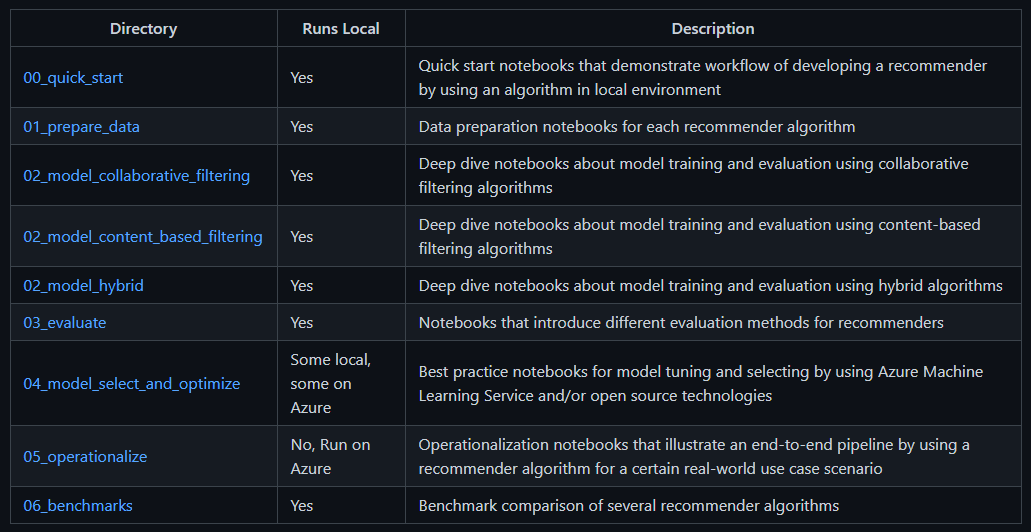 Directory Runs Local Description
00_quick_start Yes Quick start notebooks that demonstrate workflow of developing a recommender
by using an algorithm in local environment
01_prepare_data Yes Data preparation notebooks for each recommender algorithm
02_model_collaborative_filtering Yes Deep dive notebooks about model training and evaluation using collaborative
filtering algorithms
02_model_content_based_filtering Yes Deep dive notebooks about model training and evaluation using content-based
filtering algorithms
02_model_hybrid Yes Deep dive notebooks about model training and evaluation using hybrid algorithms
03_evaluate Yes Notebooks that introduce different evaluation methods for recommenders
04_model_select_and_optimize
Some local,
some on
Azure
Best practice notebooks for model tuning and selecting by using Azure Machine
Learning Service and/or open source technologies
05_operationalize
No, Run on
Azure
Operationalization notebooks that illustrate an end-to-end pipeline by using a
recommender algorithm for a certain real-world use case scenario
06_benchmarks Yes Benchmark comparison of several recommender algorithms